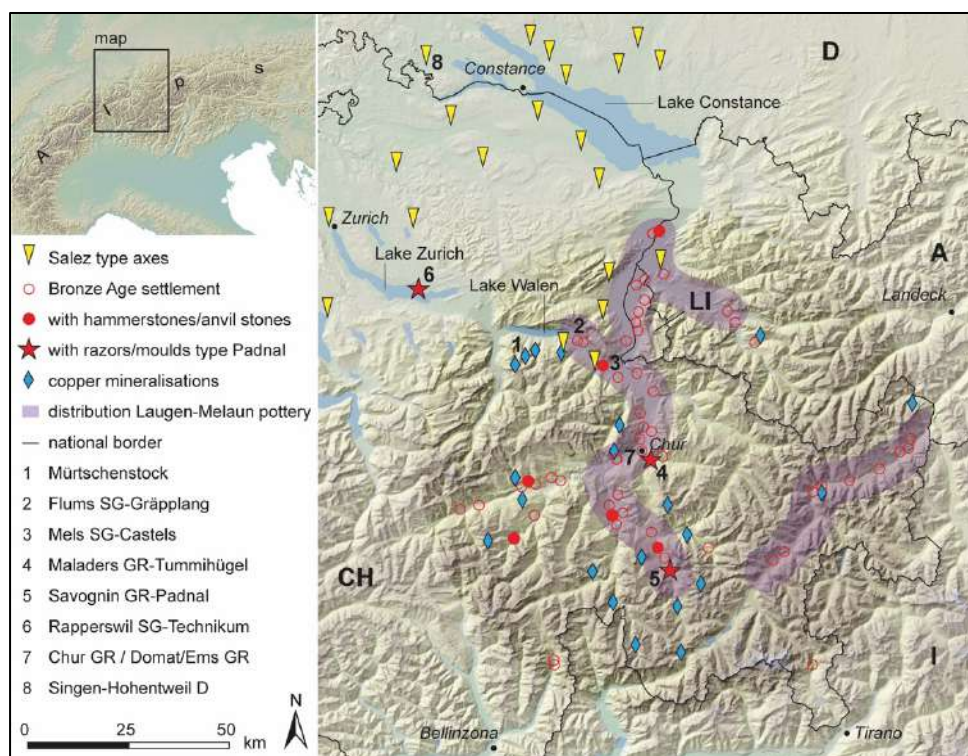 map
A
l
p
s
Salez type axes
Bronze Age settlement
with hammerstones/anvil stones
with razors/moulds type Padnal
copper mineralisations
distribution Laugen-Melaun pottery
national border
1 Mürtschenstock
2 Flums SG-Gräpplang
3 Mels SG-Castels
4 Maladers GR-Tummihügel
5 Savognin GR-Padnal
6 Rapperswil SG-Technikum
7 Chur GR / Domat/Ems GR
8 Singen-Hohentweil D
N
0 25 50
km
8
Constance
D
Lake Constance
Zurich
Lake Zurich
6
Lake Walen
A
LI
Landeck
2
1
3
Chur
7
4
CH
5
I
Bellinzona
Tirano